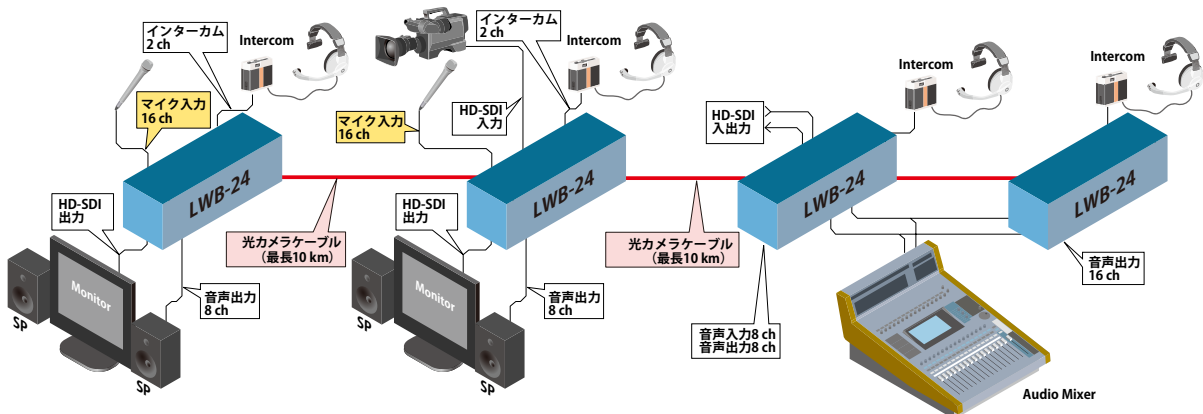 インターカム
2 ch
Intercom
マイク入力
16 ch
LWB-24
HD-SDI
出力
Monitor
SP
SP
音声出力
8 ch
光カメラケーブル
（最長10 km）
インターカム
2 ch
Intercom
HD-SDI
入力
マイク入力
16 ch
LWB-24
HD-SDI
出力
Monitor
SP
音声出力
8 ch
光カメラケーブル
（最長10 km）
HD-SDI
入出力
Intercom
LWB-24
音声入力8 ch
音声出力8 ch
Audio Mixer
Intercom
LWB-24
音声出力
16 ch